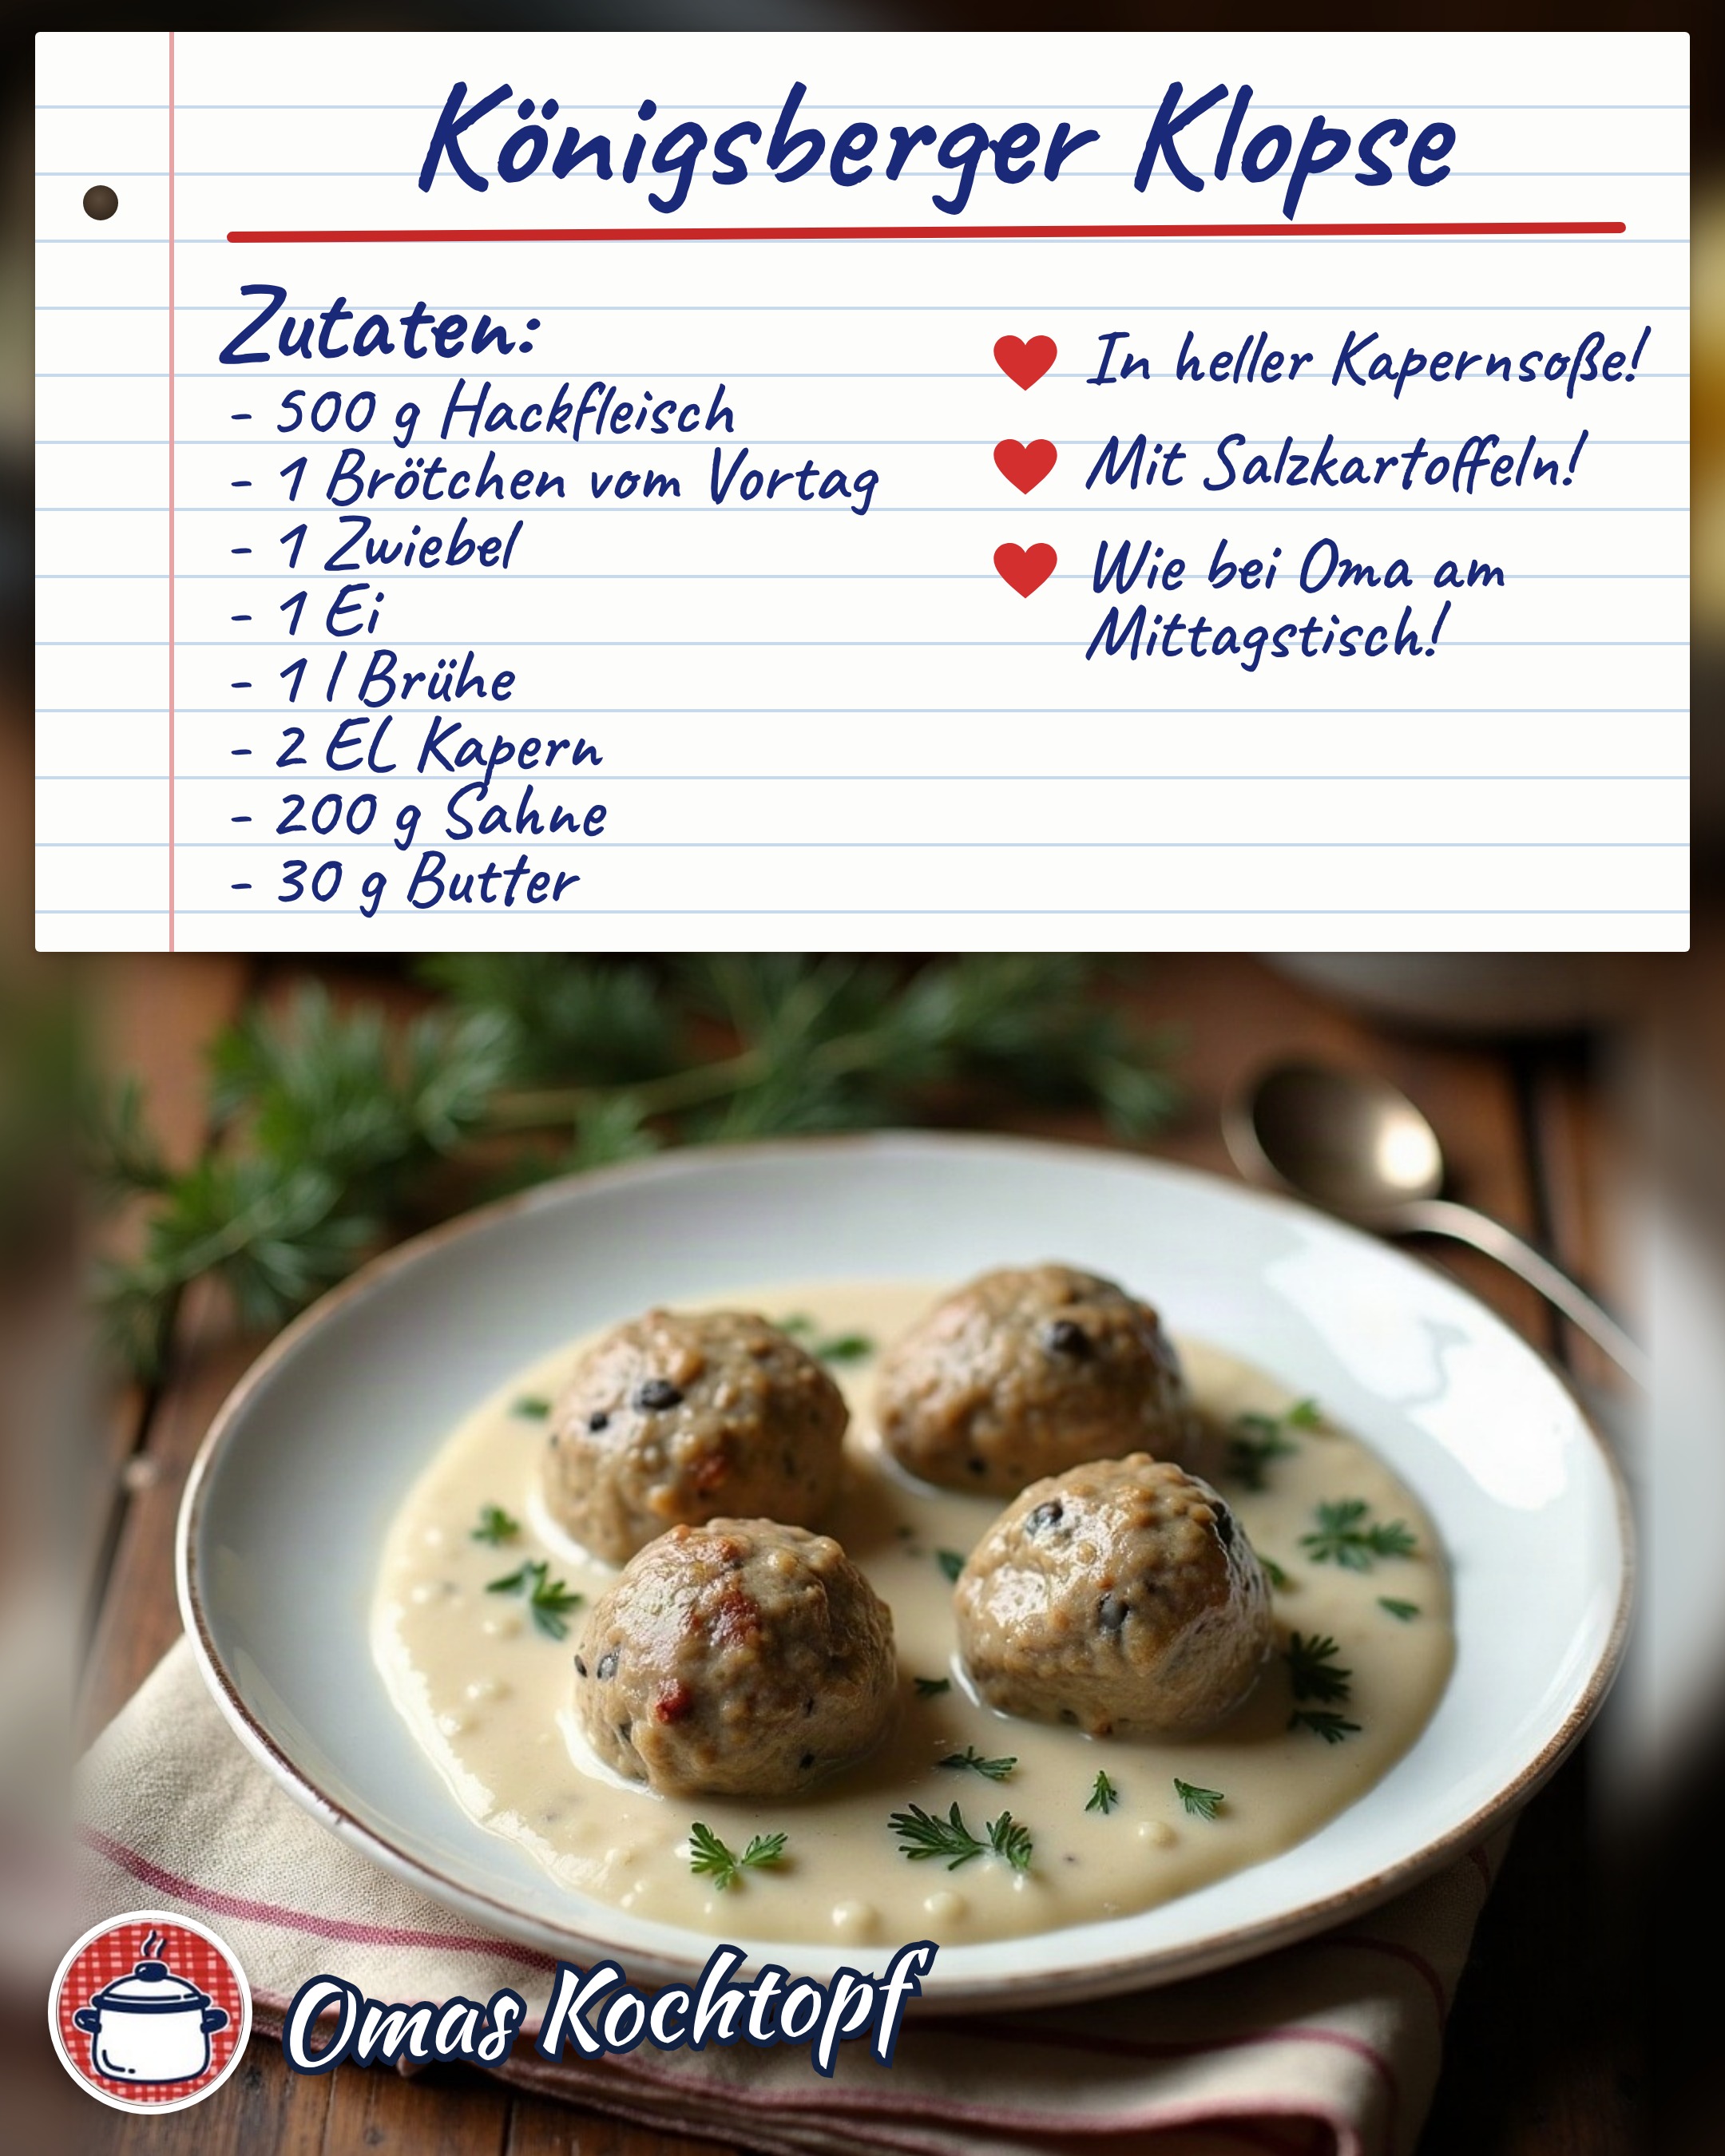 Königsberger Klopse
Zutaten:
- 500 g Hackfleisch
- 1 Brötchen vom Vortag
- 1 Zwiebel
- 1 Ei
- 1 l Brühe
- 2 EL Kapern
- 200 g Sahne
- 30 g Butter
In heller Kapernsoße!
Mit Salzkartoffeln!
Wie bei Oma am
Mittagstisch!
Omas Kochtopf